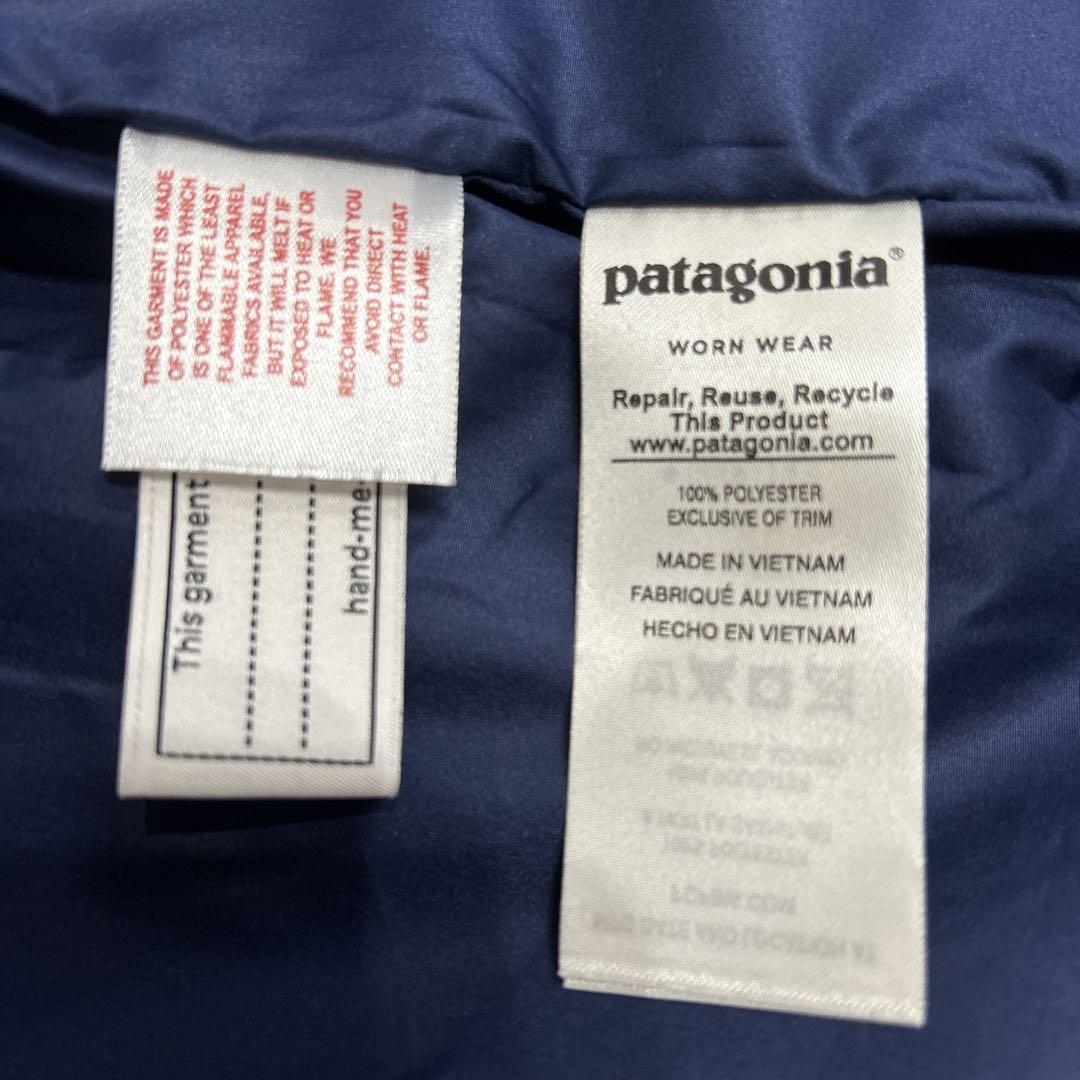 THIS GARMENT IS MADE
OF POLYESTER WHICH
IS ONE OF THE LEAST
FLAMMABLE APPAREL
FABRICS AVAILABLE,
BUT IT WILL MELT IF
EXPOSED TO HEAT OR
FLAME. WE
RECOMMEND THAT YOU
AVOID DIRECT
CONTACT WITH HEAT
OR FLAME.
This garment
hand-me-
patagonia®
WORN WEAR
Repair, Reuse, Recycle
This Product
www.patagonia.com
100% POLYESTER
EXCLUSIVE OF TRIM
MADE IN VIETNAM
FABRIQUÉ AU VIETNAM
HECHO EN VIETNAM